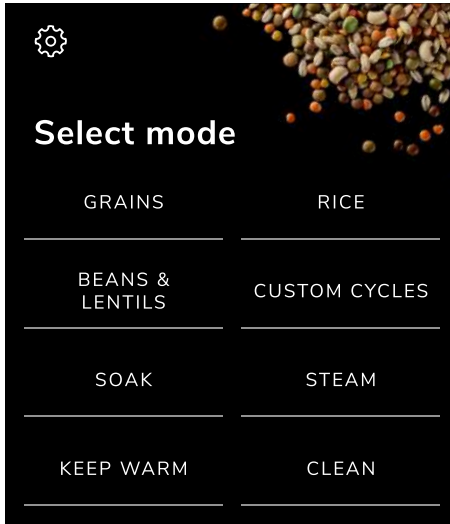 Select mode
GRAINS
RICE
BEANS &
LENTILS
CUSTOM CYCLES
SOAK
STEAM
KEEP WARM
CLEAN